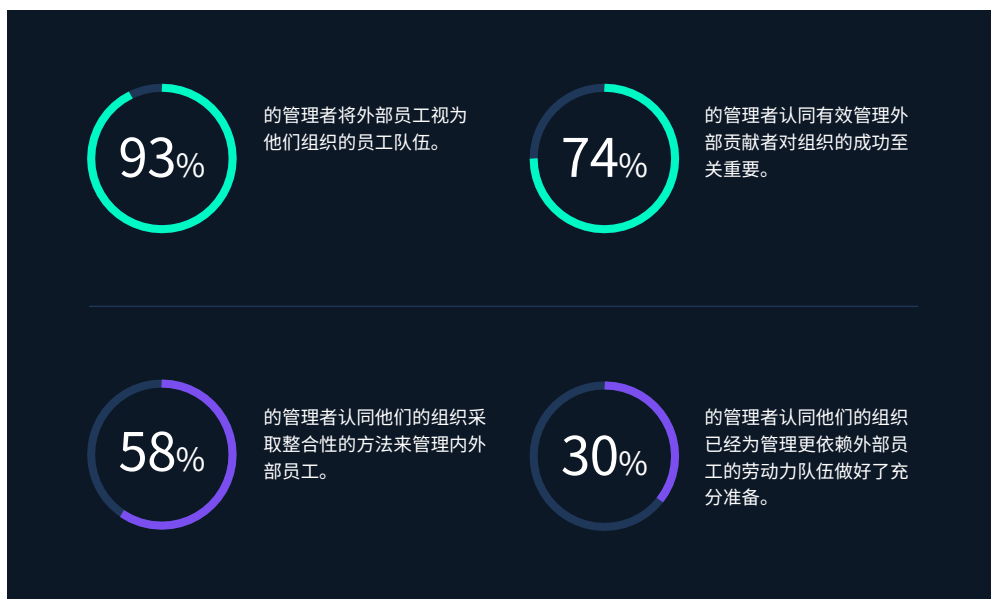 93%
的管理者将外部员工视为
他们组织的员工队伍。
74%
的管理者认同有效管理外
部贡献者对组织的成功至
关重要。
58%
的管理者认同他们的组织采
取整合性的方法来管理内外
部员工。
30%
的管理者认同他们的组织
已经为管理更依赖外部员
工的劳动力队伍做好了充
分准备。